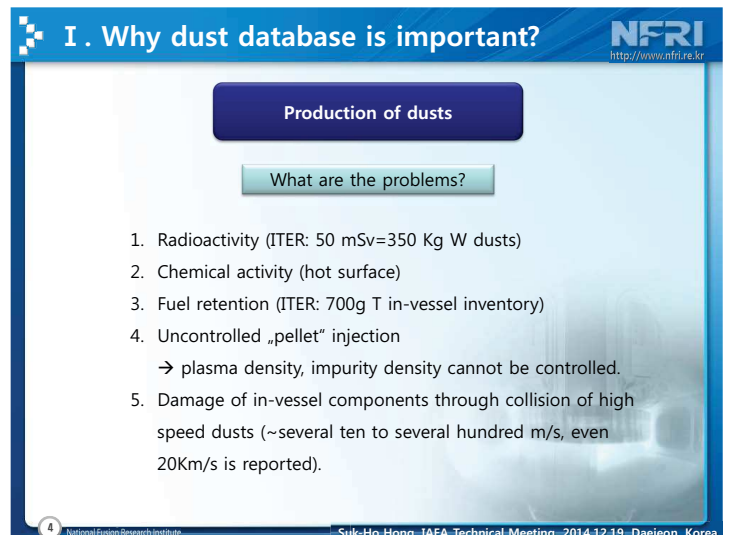 I. Why dust database is important?
NFRI
http://www.nfri.re.kr
Production of dusts
What are the problems?
1. Radioactivity (ITER: 50 mSv=350 Kg W dusts)
2. Chemical activity (hot surface)
3. Fuel retention (ITER: 700g T in-vessel inventory)
4. Uncontrolled „pellet“ injection
→ plasma density, impurity density cannot be controlled.
5. Damage of in-vessel components through collision of high
speed dusts (~several ten to several hundred m/s, even
20Km/s is reported).
4
National Fusion Research Institute
Suk-Ho Hong, IAEA Technical Meeting, 2014.12.19, Daejeon, Korea